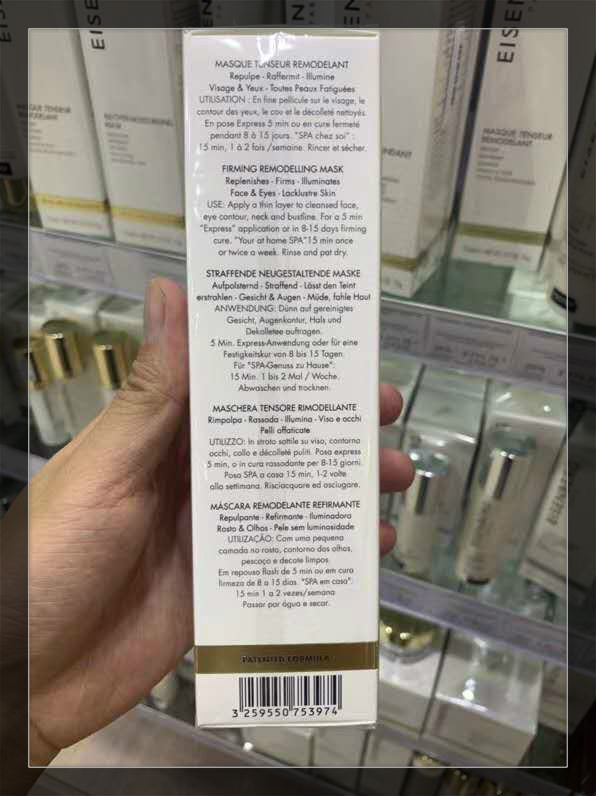 EISEN
EISEN
PAR
EISEN
MASQUE TENSEUR
REMODELANT
MASK
MASQUE TENSEUR
REMODELANT
MASQUE TENSEUR REMODELANT
Repulpe - Raffermit - Illumine
Visage & Yeux - Toutes Peaux Fatiguées
UTILISATION : En fine pellicule sur le visage, le
contour des yeux, le cou et le décolleté nettoyés.
En pose Express 5 min ou en cure fermeté
pendant 8 à 15 jours. "SPA chez soi" :
15 min, 1 à 2 fois /semaine. Rincer et sécher.
FIRMING REMODELLING MASK
Replenishes - Firms - Illuminates
Face & Eyes - Lacklustre Skin
USE: Apply a thin layer to cleansed face,
eye contour, neck and bustline. For a 5 min
"Express" application or in 8-15 days firming
cure. "Your at home SPA"15 min once
or twice a week. Rinse and pat dry.
STRAFFENDE NEUGESTALTENDE MASKE
Aufpolsternd - Straffend - Lässt den Teint
erstrahlen - Gesicht & Augen - Müde, fahle Haut
ANWENDUNG: Dünn auf gereinigtes
Gesicht, Augenkontur, Hals und
Dekolletee auftragen.
5 Min. Express-Anwendung oder für eine
Festigkeitskur von 8 bis 15 Tagen.
Für "SPA-Genuss zu Hause":
15 Min. 1 bis 2 Mal / Woche.
Abwaschen und trocknen.
MASCHERA TENSORE RIMODELLANTE
Rimpolpa - Rassoda - Illumina - Viso e occhi
Pelli affaticate
UTILIZZO: In strato sottile su viso, contorno
occhi, collo e décolleté puliti. Posa express
5 min, o in cura rassodante per 8-15 giorni.
Posa SPA a casa 15 min, 1-2 volte
alla settimana. Risciacquare ed asciugare.
MÁSCARA REMODELANTE REFIRMANTE
Repulpante - Refirmante - Iluminadora
Rosto & Olhos - Pele sem luminosidade
UTILIZAÇÃO: Com uma pequena
camada no rosto, contorno dos olhos,
pescoço e decote limpos.
Em repouso flash de 5 min ou em cura
firmeza de 8 a 15 dias. "SPA em casa":
15 min 1 a 2 vezes/semana.
Passar por água e secar.
PATENTED FORMULA
3 259550 753974